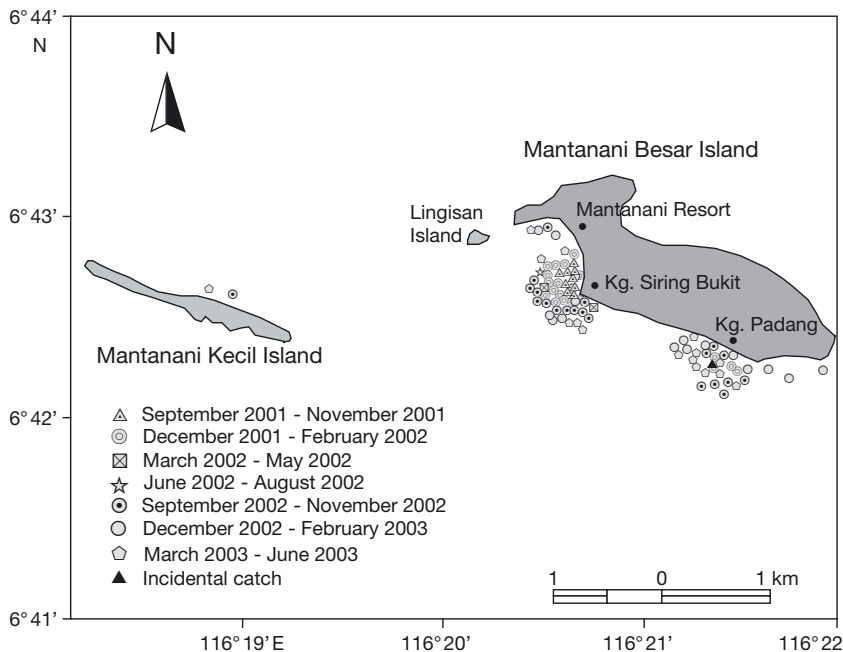 6°44'
N
N
Mantanani Besar Island
6°43'
Lingisan
Island
Mantanani Resort
Kg. Siring Bukit
Kg. Padang
Mantanani Kecil Island
6°42'
September 2001 - November 2001
December 2001 - February 2002
March 2002 - May 2002
June 2002 - August 2002
September 2002 - November 2002
December 2002 - February 2003
March 2003 - June 2003
Incidental catch
1 0 1 km
6°41'
116°19'E 116°20' 116°21' 116°22